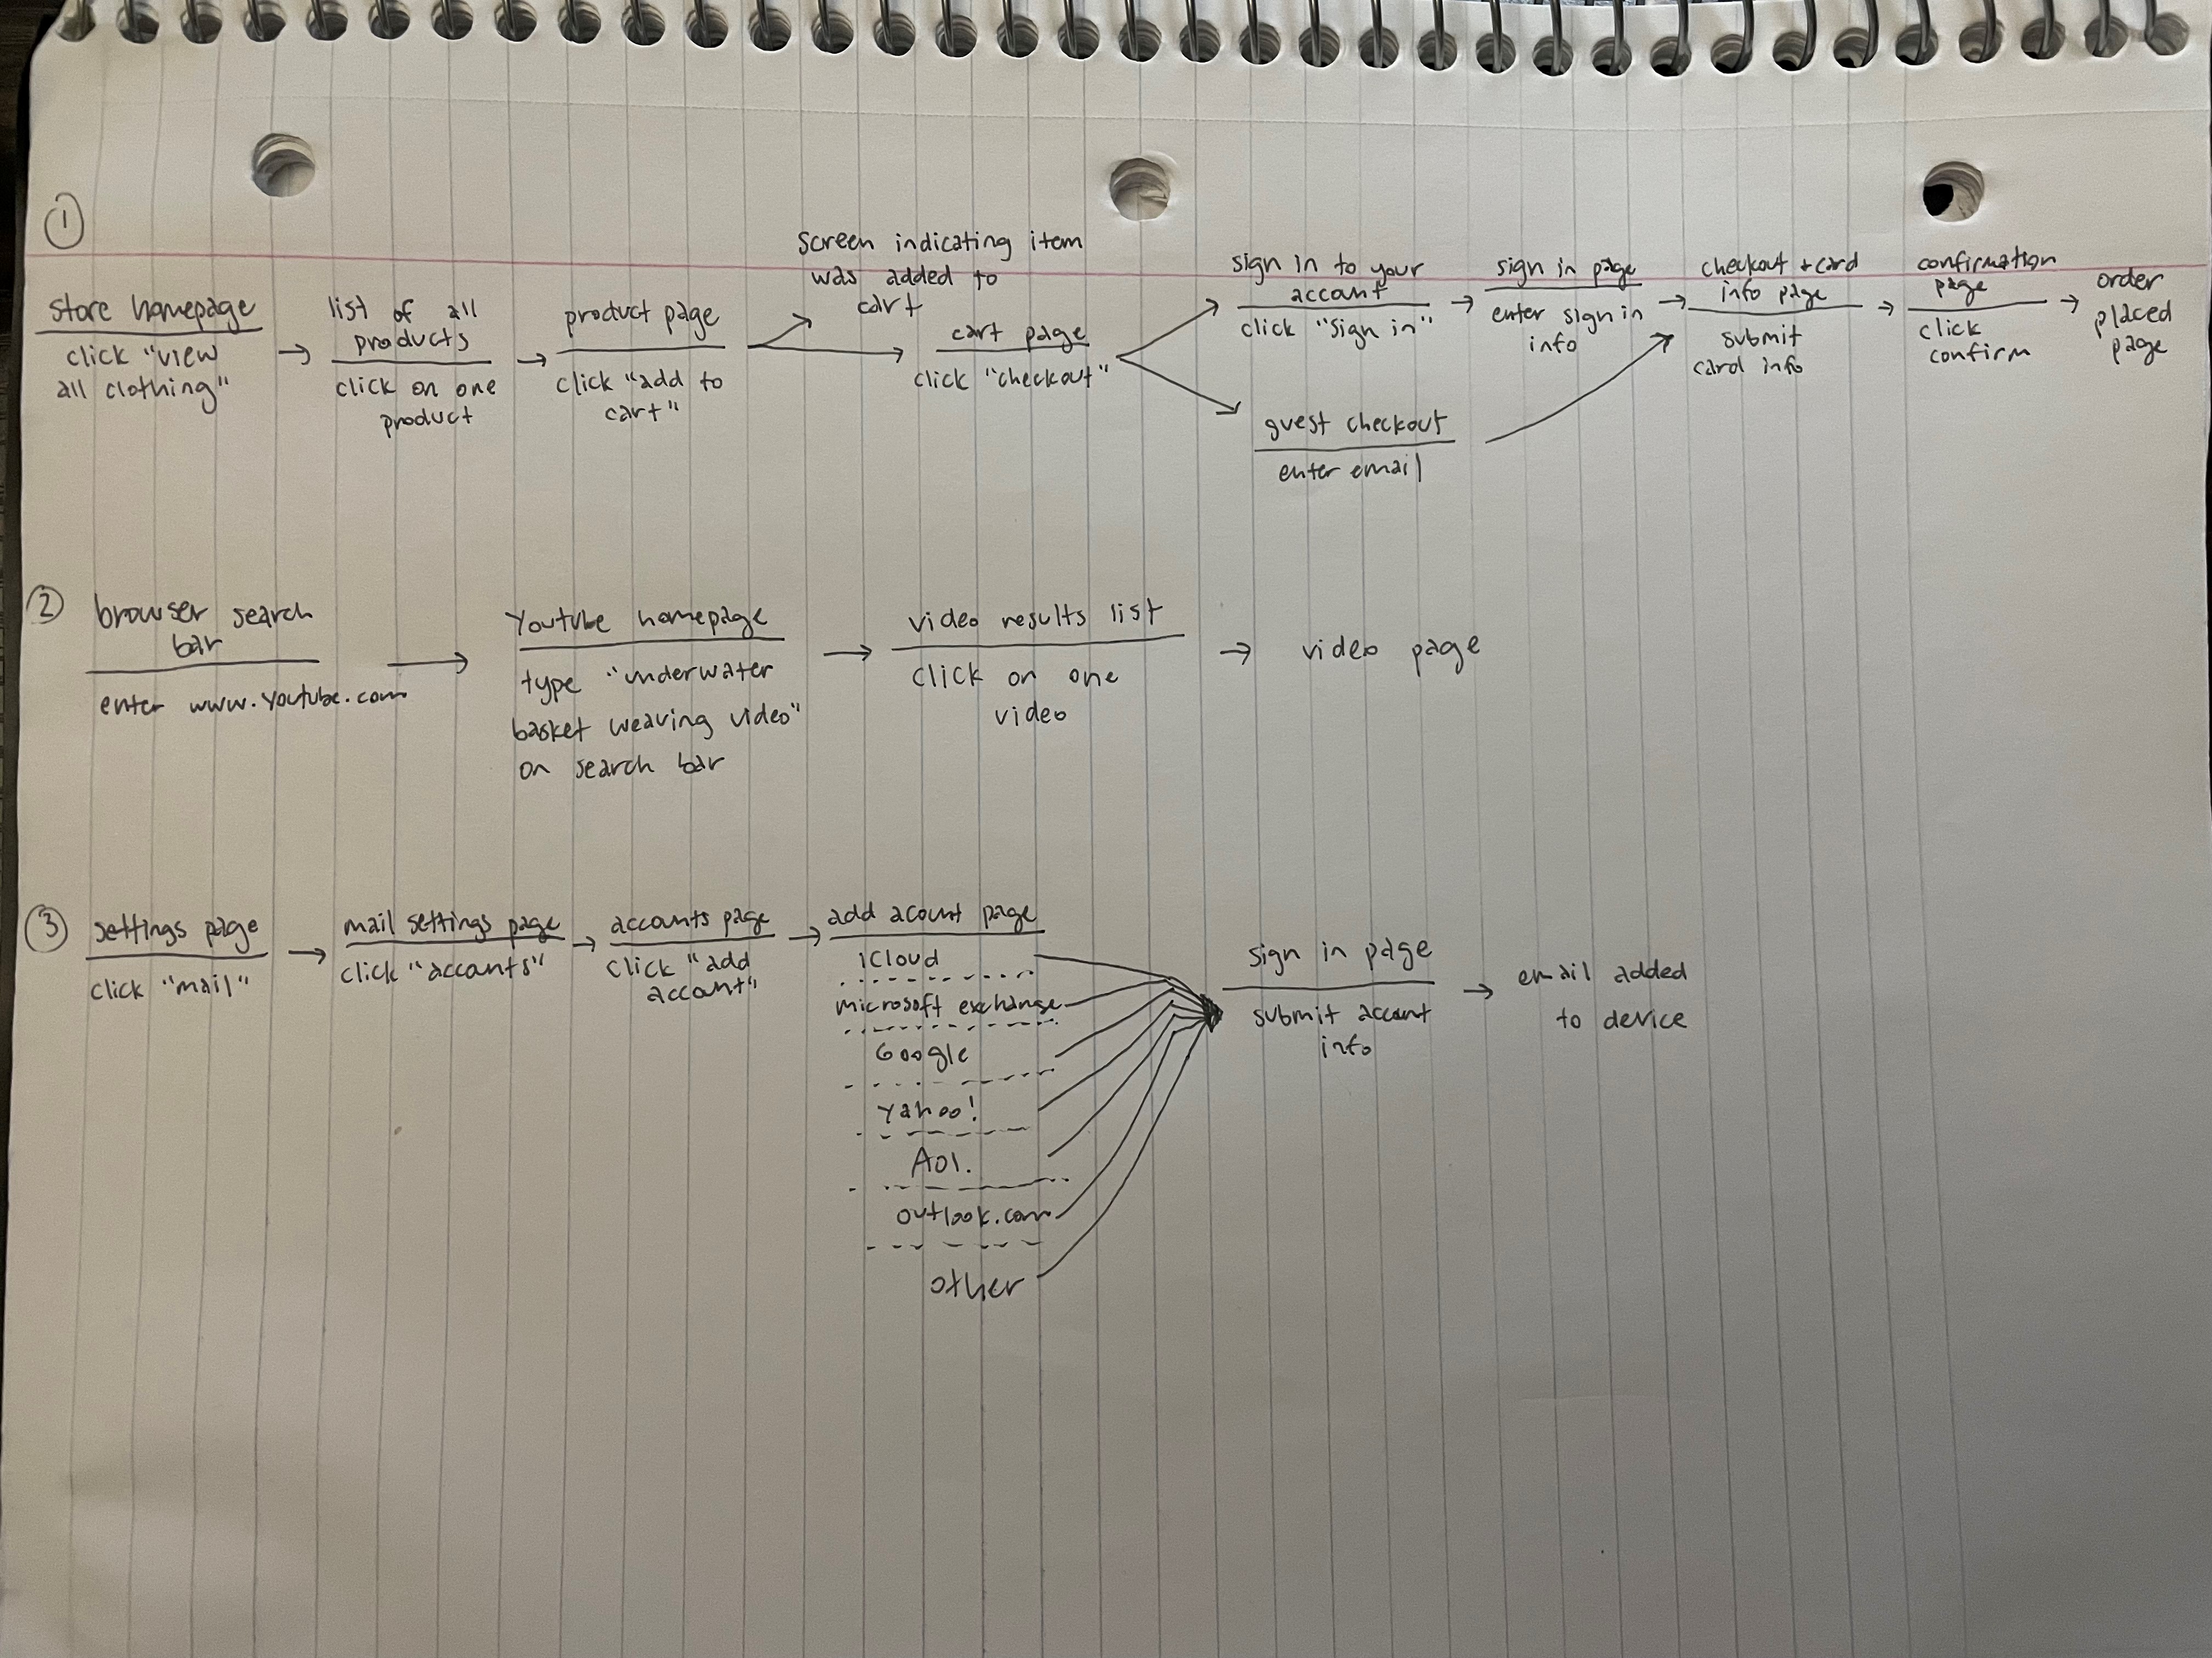 1
store homepage
click "view
all clothing"
list of all
products
click on one
product
product page
click "add to
cart"
screen indicating item
was added to
cart
cart page
click "checkout"
sign in to your
account
click "sign in"
sign in page
enter sign in
info
guest checkout
enter email
checkout + card
info page
submit
card info
confirmation
page
click
confirm
order
placed
page
2
browser search
bar
enter www.youtube.com
Youtube homepage
type "underwater
basket weaving video"
on search bar
video results list
click on one
video
video page
3
settings page
click "mail"
mail settings page
click "accounts"
accounts page
click "add
account"
add acount page
iCloud
microsoft exchange
Google
yahoo!
Aol.
outlook.com
other
sign in page
submit account
info
email added
to device